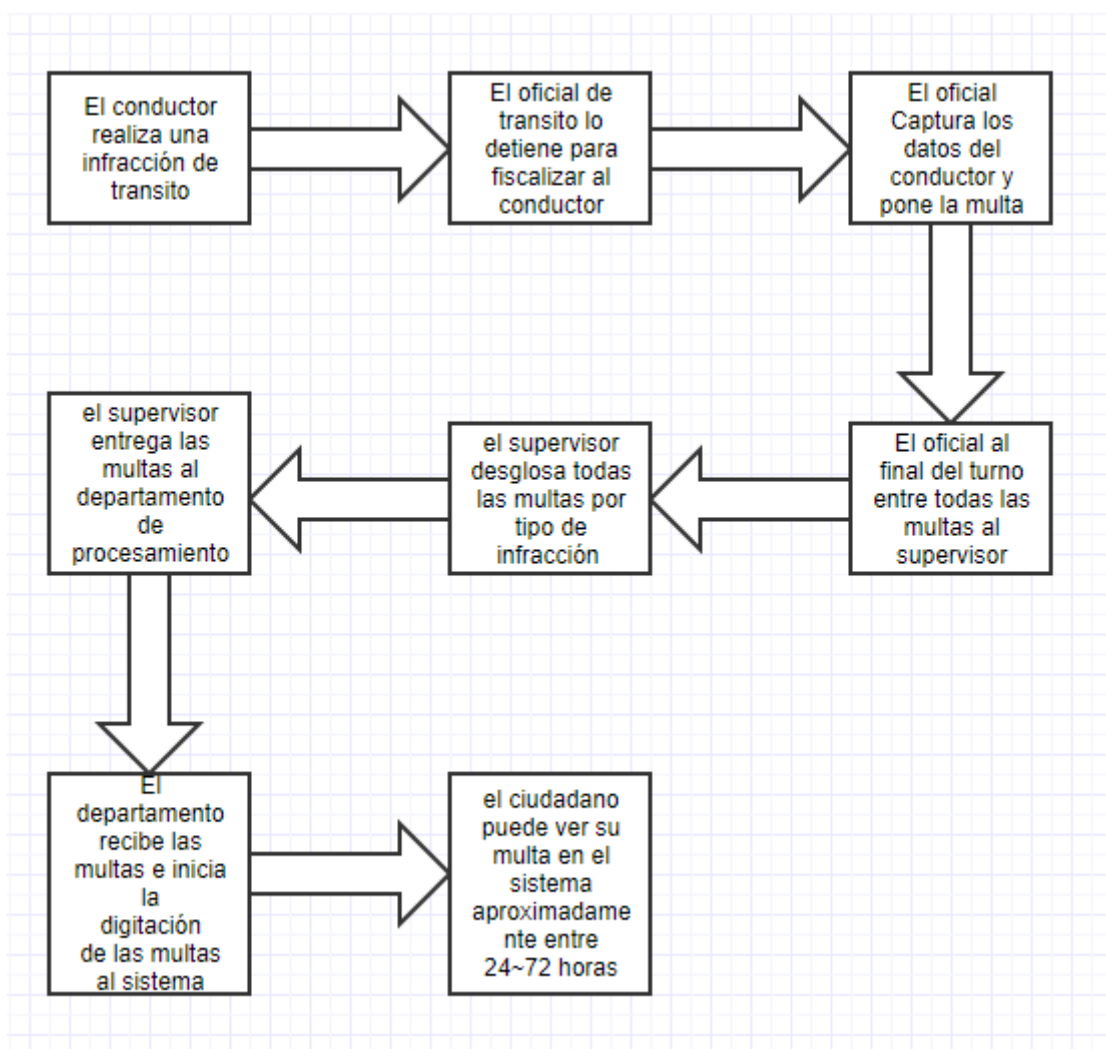 El conductor
realiza una
infracción de
transito
El oficial de
transito lo
detiene para
fiscalizar al
conductor
El oficial
Captura los
datos del
conductor y
pone la multa
El oficial al
final del turno
entre todas las
multas al
supervisor
el supervisor
desglosa todas
las multas por
tipo de
infracción
el supervisor
entrega las
multas al
departamento
de
procesamiento
El
departamento
recibe las
multas e inicia
la
digitación
de las multas
al sistema
el ciudadano
puede ver su
multa en el
sistema
aproximadame
nte entre
24~72 horas